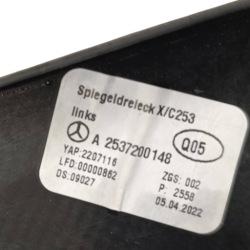 Spiegeldreieck X/C253
links
A 2537200148 Q05
YAP:2207116 ZGS: 002
LFD:00000862 P: 2558
DS:09027 05.04.2022